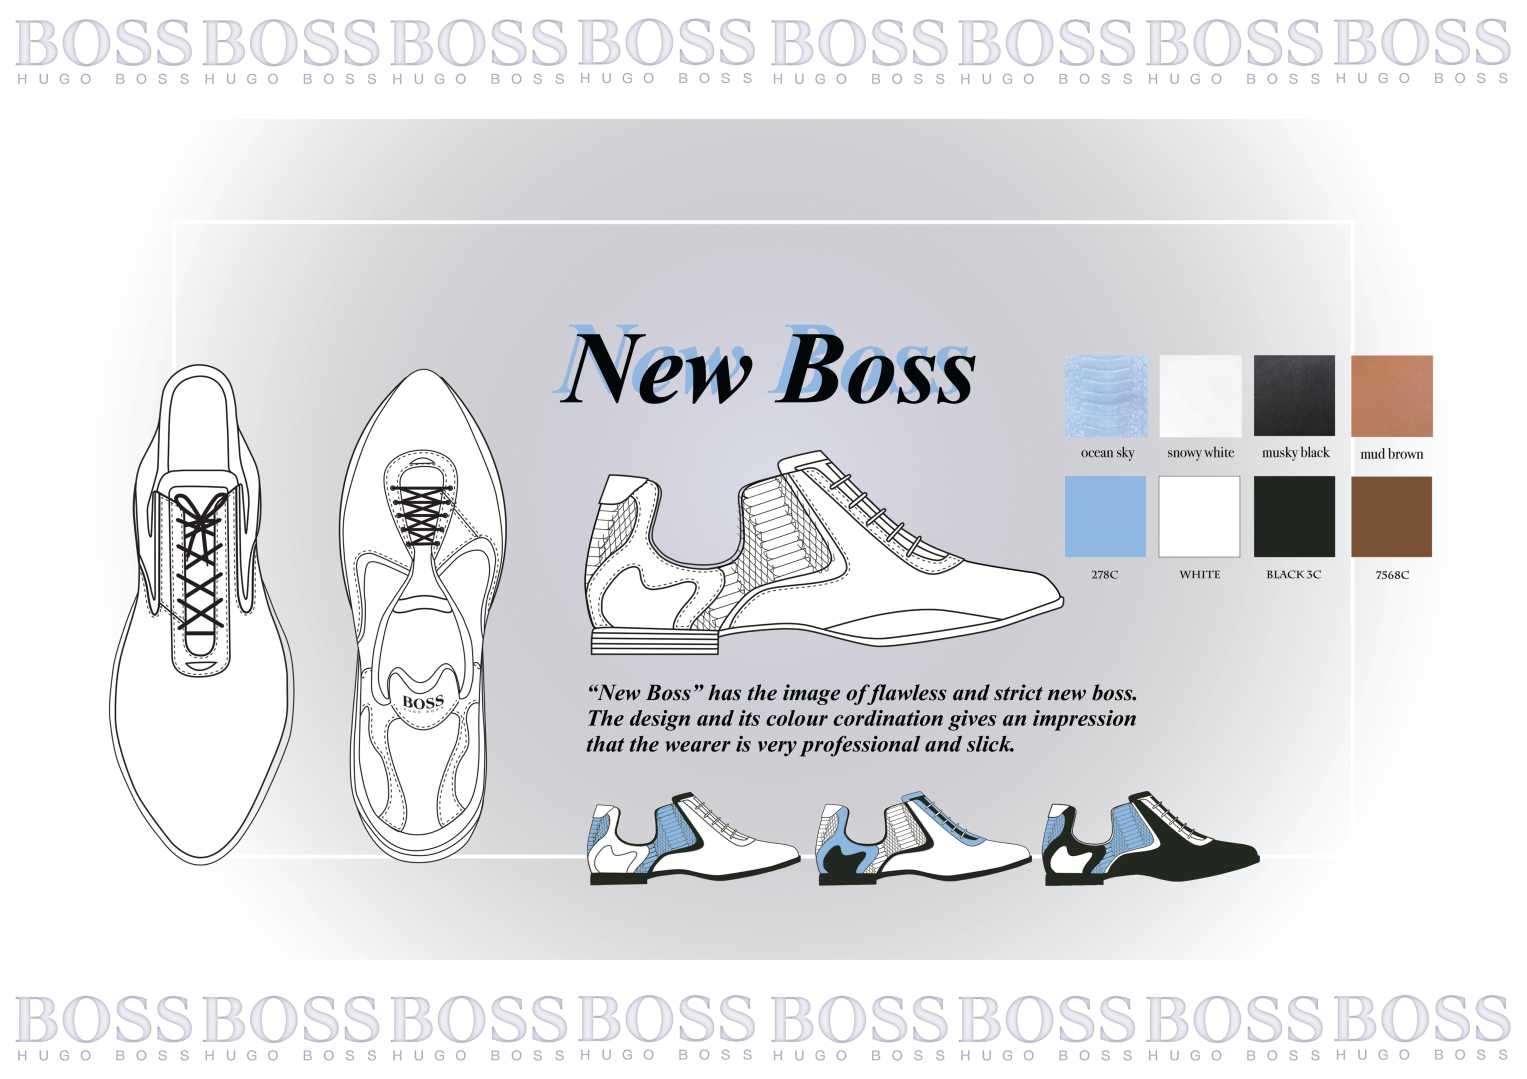 BOSS BOSS BOSS BOSS BOSS BOSS BOSS BOSS
HUGO BOSS HUGO BOSS HUGO BOSS HUGO BOSS HUGO BOSS HUGO BOSS HUGO BOSS HUGO BOSS
New Boss
ocean sky snowy white musky black mud brown
278C WHITE BLACK 3C 7568C
BOSS
HUGO BOSS
“New Boss” has the image of flawless and strict new boss.
The design and its colour cordination gives an impression
that the wearer is very professional and slick.
BOSS BOSS BOSS BOSS BOSS BOSS BOSS BOSS
HUGO BOSS HUGO BOSS HUGO BOSS HUGO BOSS HUGO BOSS HUGO BOSS HUGO BOSS HUGO BOSS